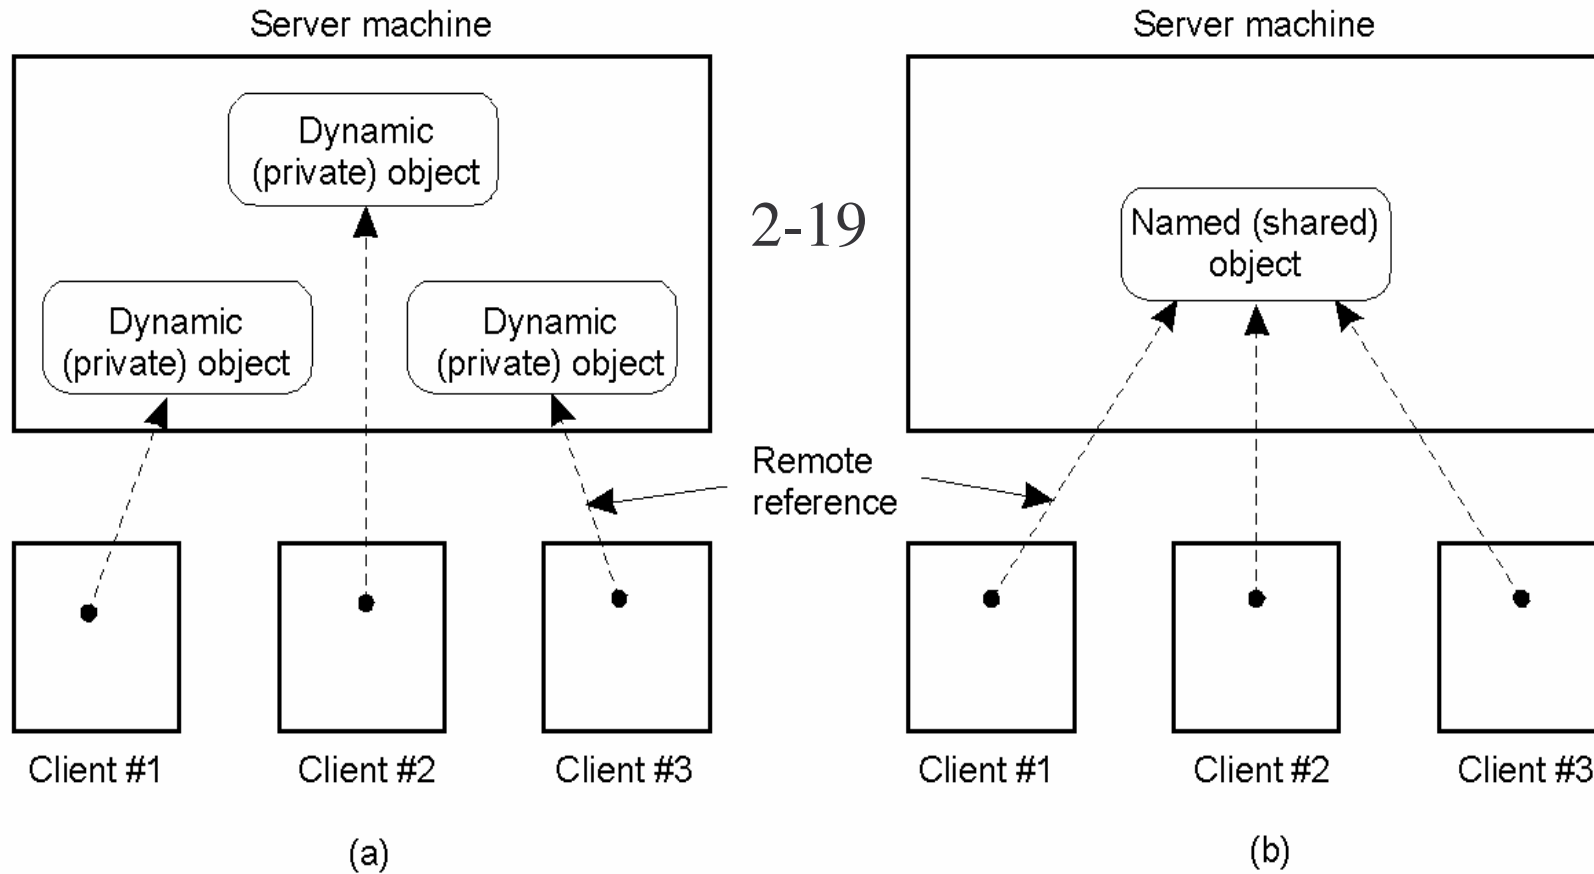 Server machine
Dynamic
(private) object
Dynamic
(private) object
Dynamic
(private) object
2-19
Server machine
Named (shared)
object
Remote
reference
Client #1
Client #2
Client #3
Client #1
Client #2
Client #3
(a)
(b)